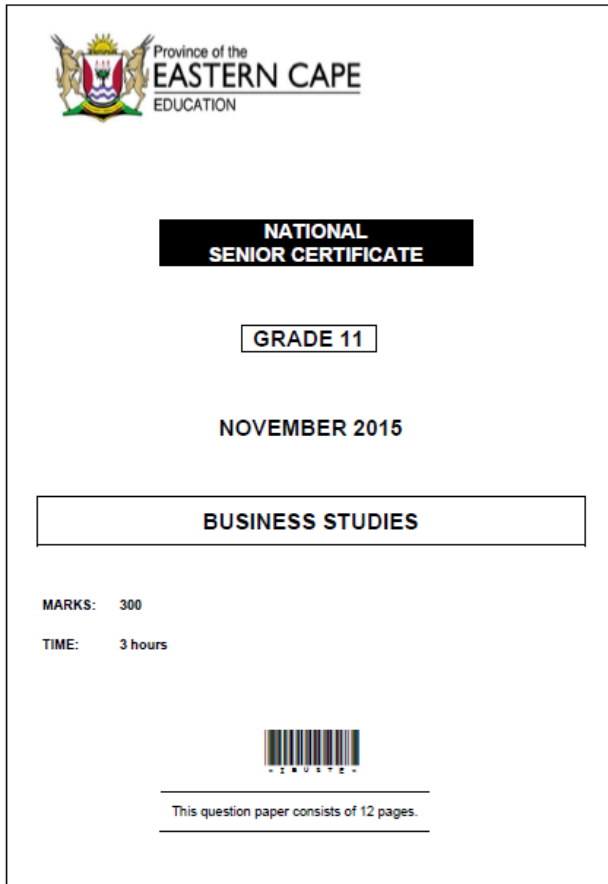 Province of the
EASTERN CAPE
EDUCATION
NATIONAL
SENIOR CERTIFICATE
GRADE 11
NOVEMBER 2015
BUSINESS STUDIES
MARKS: 300
TIME: 3 hours
This question paper consists of 12 pages.